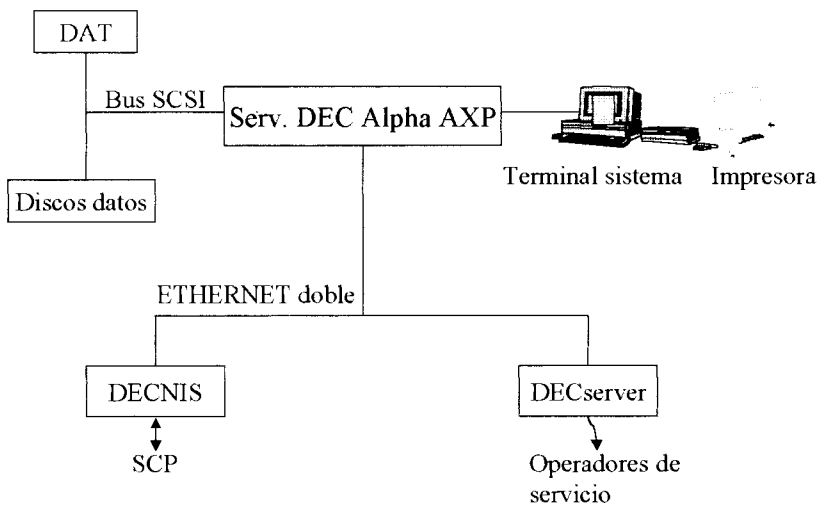 DAT
Bus SCSI
Serv. DEC Alpha AXP
Terminal sistema
Impresora
Discos datos
ETHERNET doble
DECNIS
DECserver
SCP
Operadores de
servicio